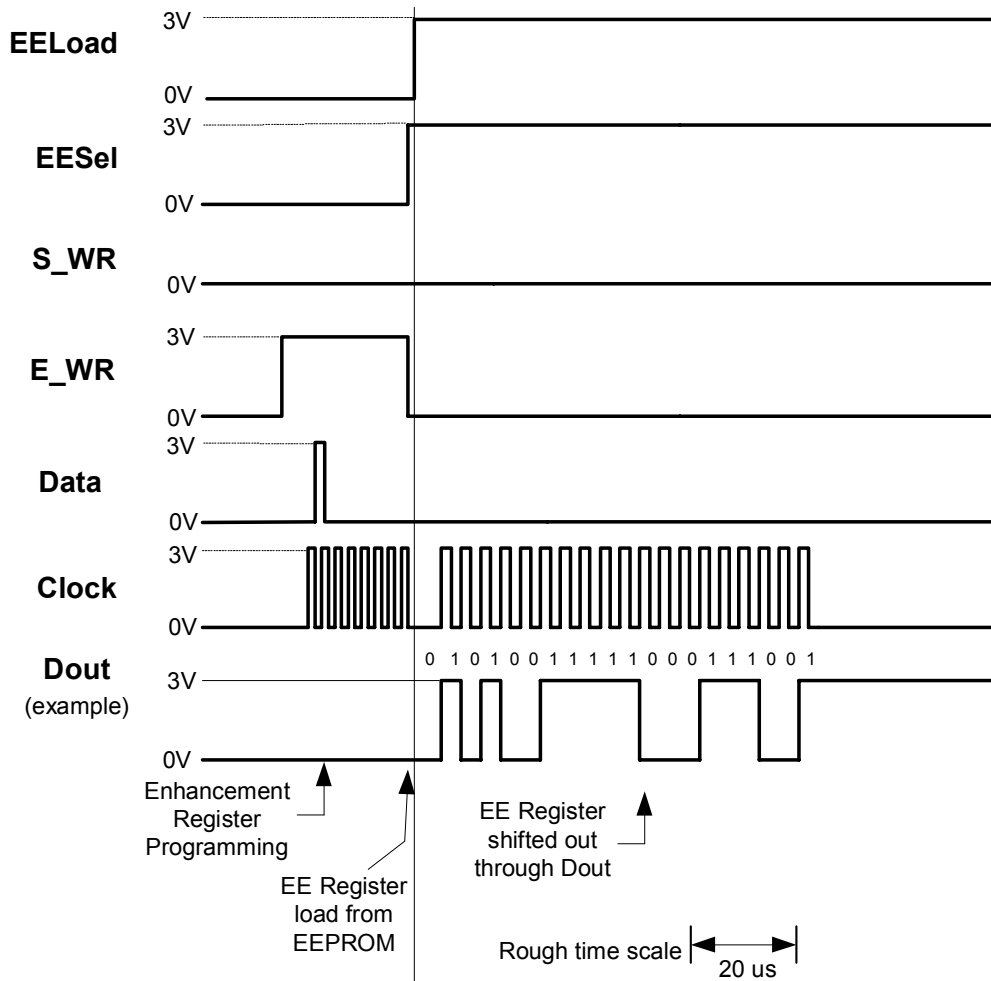 3V
EELoad
0V
3V
EESel
0V
S_WR
0V
3V
E_WR
0V
3V
Data
0V
3V
Clock
0V
0 1 0 1 0 0 1 1 1 1 0 0 0 1 1 1 0 0 1
Dout
3V
(example)
0V
Enhancement
Register
Programming
EE Register
shifted out
through Dout
EE Register
load from
EEPROM
Rough time scale
20 us